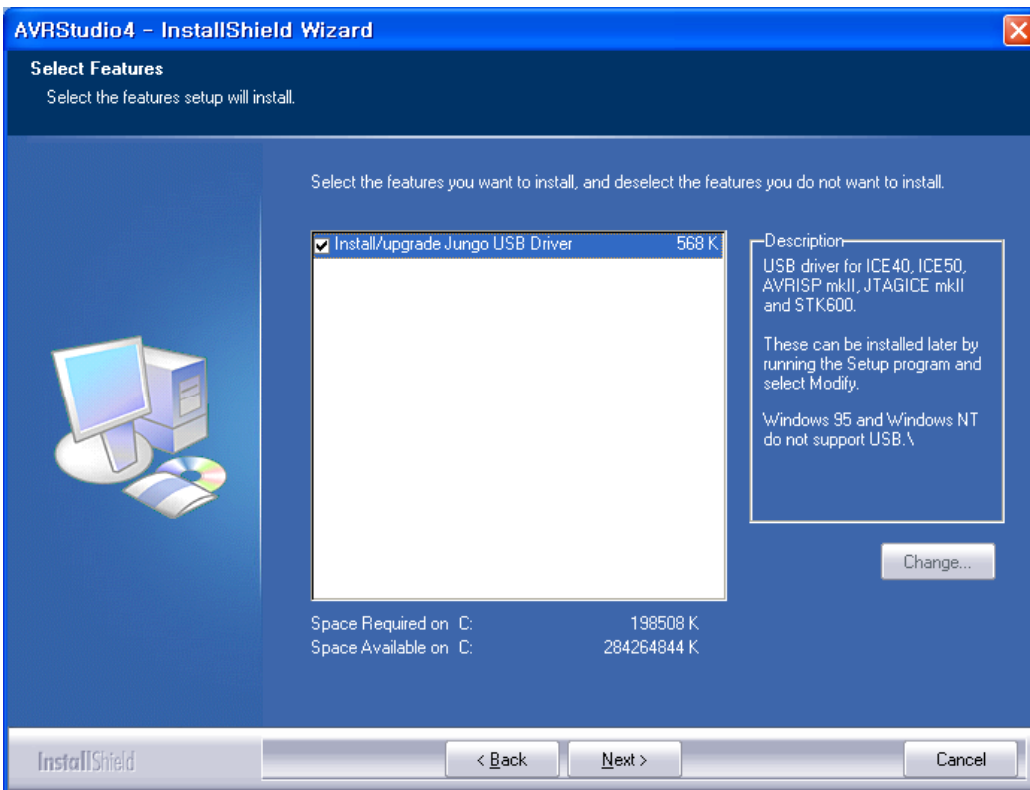 AVRStudio4 - InstallShield Wizard
Select Features
Select the features setup will install.
Select the features you want to install, and deselect the features you do not want to install.
Install/upgrade Jungo USB Driver 568 K
Description
USB driver for ICE40, ICE50,
AVRISP mkII, JTAGICE mkII
and STK600.
These can be installed later by
running the Setup program and
select Modify.
Windows 95 and Windows NT
do not support USB.\
Change...
Space Required on C: 198508 K
Space Available on C: 284264844 K
InstallShield
< Back
Next >
Cancel